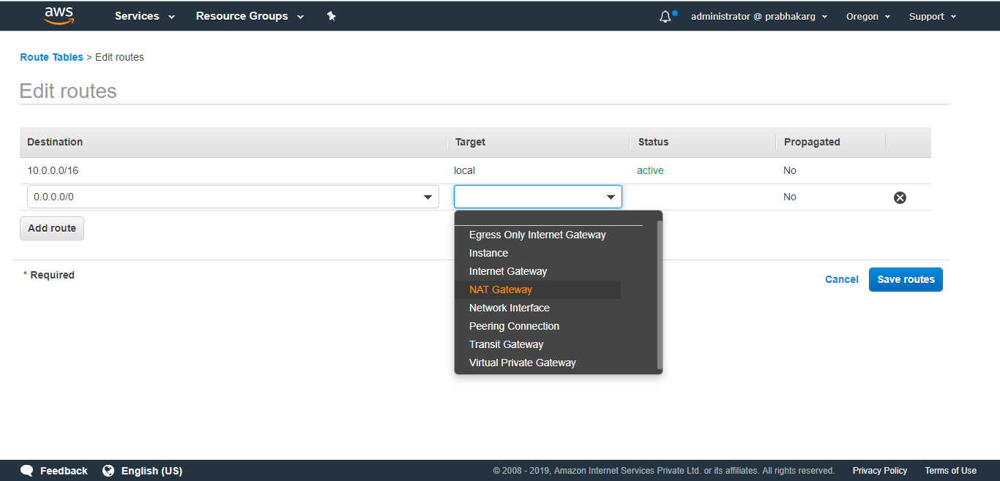 aws Services Resource Groups administrator @ prabhakarg Oregon Support
Route Tables > Edit routes
Edit routes
Destination Target Status Propagated
10.0.0.0/16 local active No
0.0.0.0/0 No
Add route
Egress Only Internet Gateway
Instance
Internet Gateway
NAT Gateway
Network Interface
Peering Connection
Transit Gateway
Virtual Private Gateway
* Required
Cancel Save routes
Feedback English (US) © 2008 - 2019, Amazon Internet Services Private Ltd. or its affiliates. All rights reserved. Privacy Policy Terms of Use